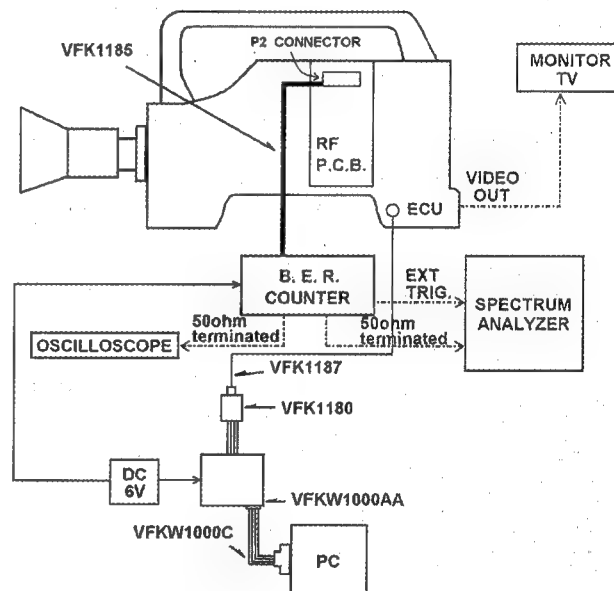 P2 CONNECTOR
VFK1185
MONITOR
TV
RF
P.C.B.
VIDEO
OUT
ECU
B. E. R.
COUNTER
EXT
TRIG.
SPECTRUM
ANALYZER
50ohm
terminated
50ohm
terminated
OSCILLOSCOPE
VFK1187
VFK1180
DC
6V
VFKW1000AA
VFKW1000C
PC